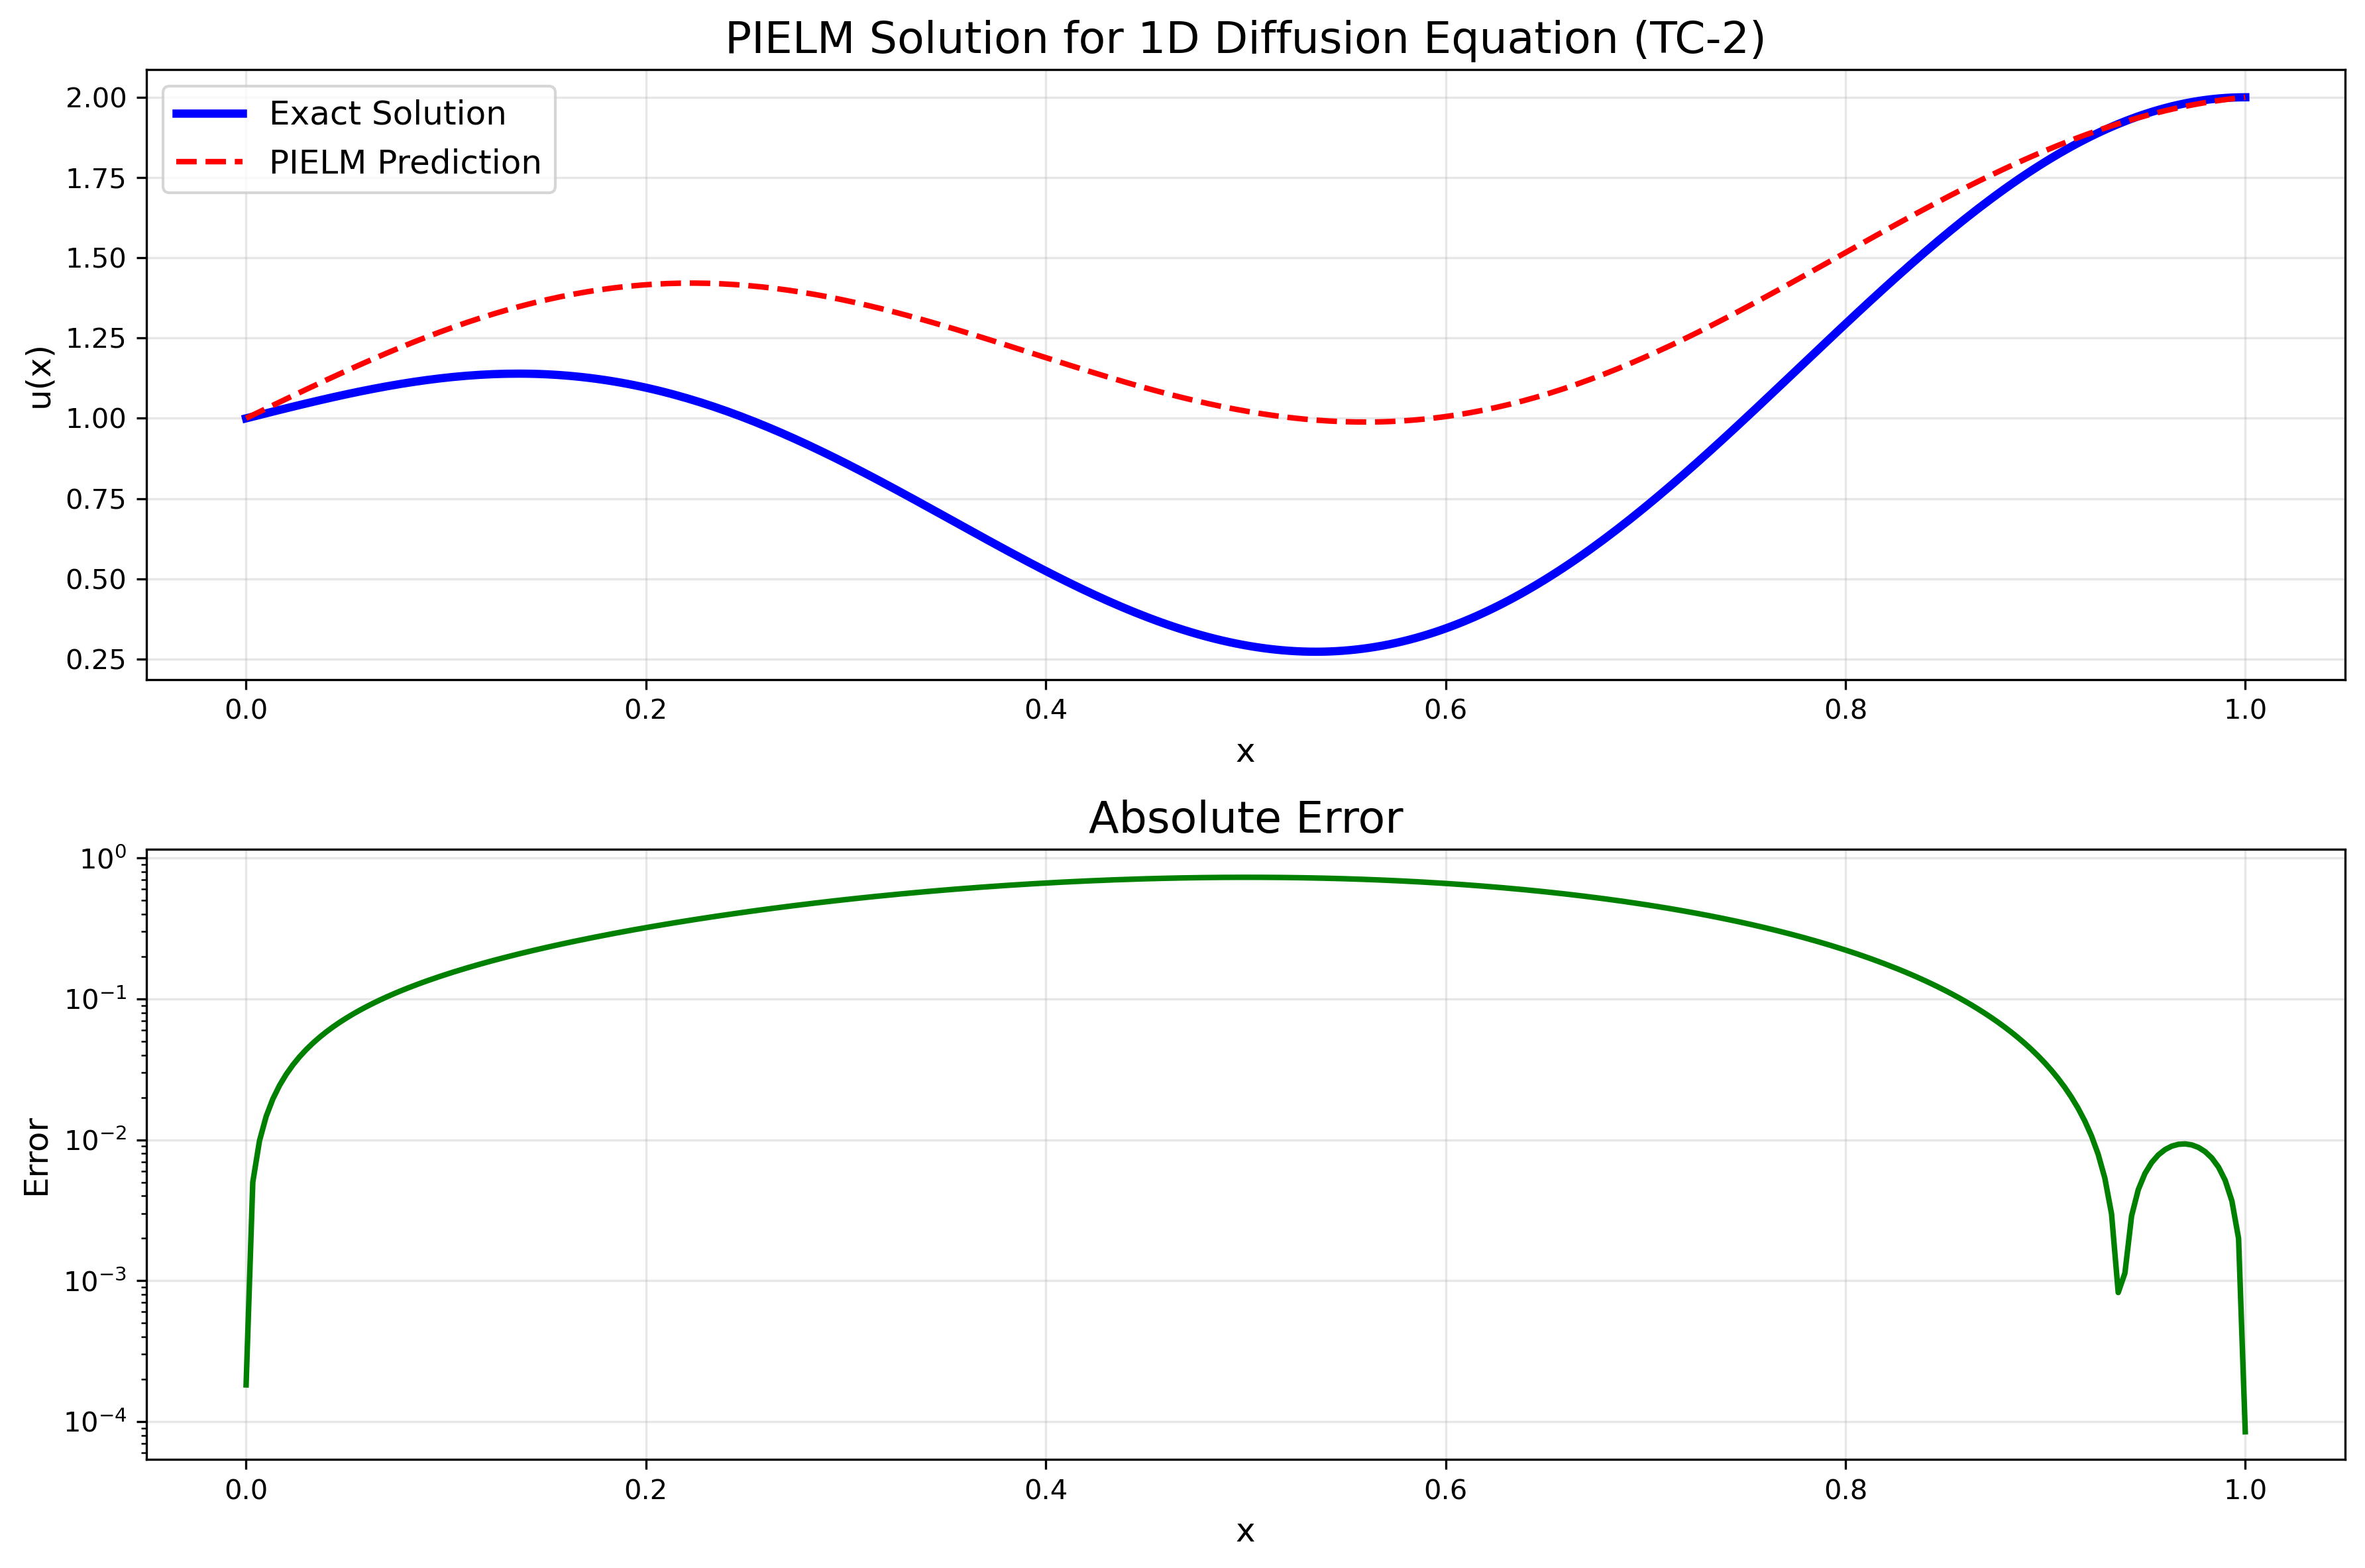 PIELM Solution for 1D Diffusion Equation (TC-2)
Exact Solution
PIELM Prediction
u(x)
2.00
1.75
1.50
1.25
1.00
0.75
0.50
0.25
0.0 0.2 0.4 0.6 0.8 1.0
x
Absolute Error
Error
10⁰
10⁻¹
10⁻²
10⁻³
10⁻⁴
0.0 0.2 0.4 0.6 0.8 1.0
x